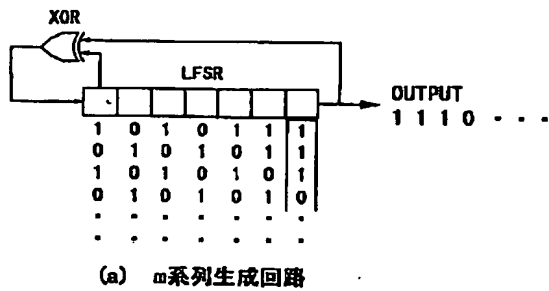 XOR
LFSR
OUTPUT
1 1 1 0 ・・・
1 0 1 0 1 1 1
0 1 0 1 0 1 1
1 0 1 0 1 0 1
0 1 0 1 0 1 0
・ ・ ・ ・ ・ ・ ・
・ ・ ・ ・ ・ ・ ・
(a) m系列生成回路